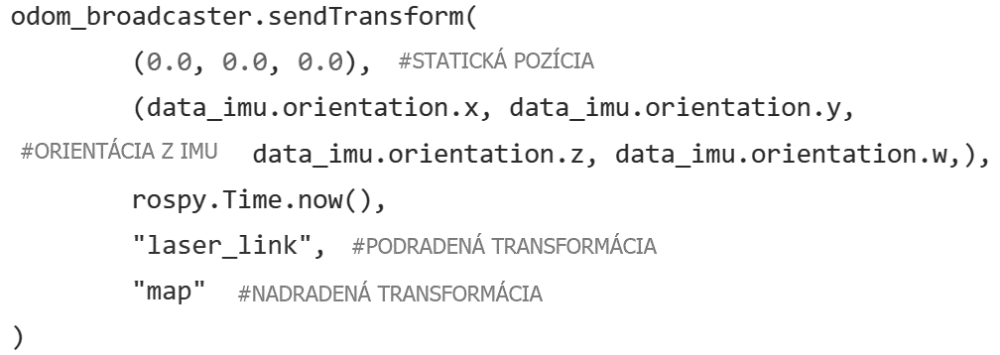 odom_broadcaster.sendTransform(
(0.0, 0.0, 0.0), #STATICKÁ POZÍCIA
(data_imu.orientation.x, data_imu.orientation.y,
#ORIENTÁCIA Z IMU data_imu.orientation.z, data_imu.orientation.w,),
rospy.Time.now(),
"laser_link", #PODRADENÁ TRANSFORMÁCIA
"map" #NADRADENÁ TRANSFORMÁCIA
)